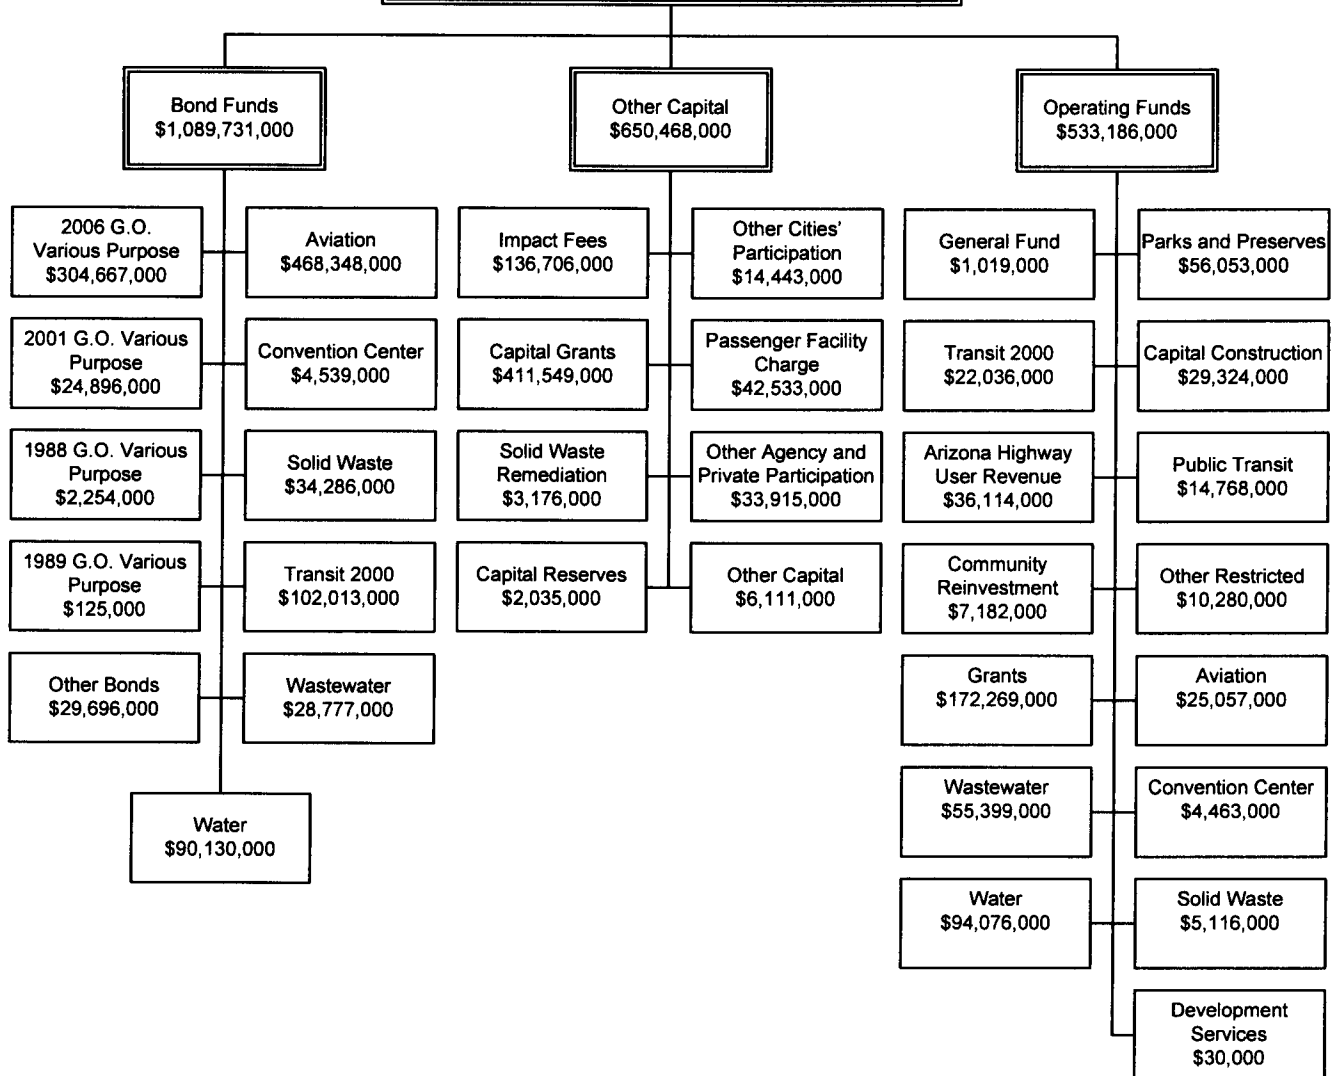 Bond Funds
$1,089,731,000
Other Capital
$650,468,000
Operating Funds
$533,186,000
2006 G.O.
Various Purpose
$304,667,000
Aviation
$468,348,000
2001 G.O. Various
Purpose
$24,896,000
Convention Center
$4,539,000
1988 G.O. Various
Purpose
$2,254,000
Solid Waste
$34,286,000
1989 G.O. Various
Purpose
$125,000
Transit 2000
$102,013,000
Other Bonds
$29,696,000
Wastewater
$28,777,000
Water
$90,130,000
Impact Fees
$136,706,000
Other Cities'
Participation
$14,443,000
Capital Grants
$411,549,000
Passenger Facility
Charge
$42,533,000
Solid Waste
Remediation
$3,176,000
Other Agency and
Private Participation
$33,915,000
Capital Reserves
$2,035,000
Other Capital
$6,111,000
General Fund
$1,019,000
Parks and Preserves
$56,053,000
Transit 2000
$22,036,000
Capital Construction
$29,324,000
Arizona Highway
User Revenue
$36,114,000
Public Transit
$14,768,000
Community
Reinvestment
$7,182,000
Other Restricted
$10,280,000
Grants
$172,269,000
Aviation
$25,057,000
Wastewater
$55,399,000
Convention Center
$4,463,000
Water
$94,076,000
Solid Waste
$5,116,000
Development
Services
$30,000